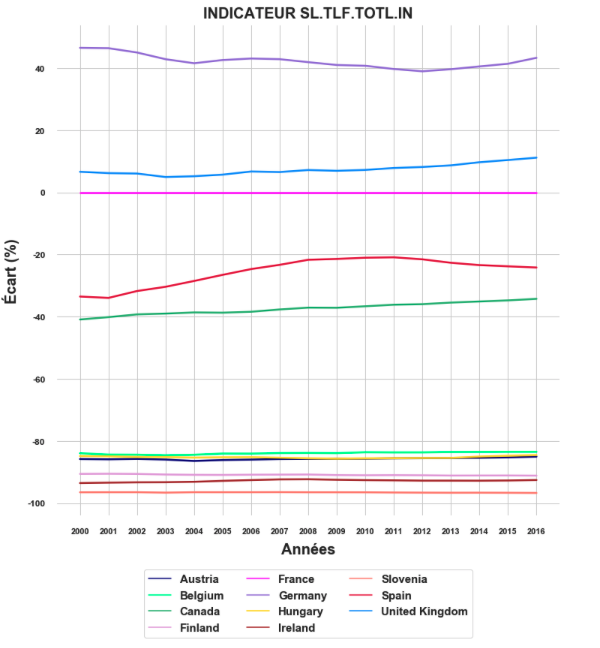 INDICATEUR SL.TLF.TOTL.IN
Écart (%)
40
20
0
-20
-40
-60
-80
-100
2000 2001 2002 2003 2004 2005 2006 2007 2008 2009 2010 2011 2012 2013 2014 2015 2016
Années
Austria France Slovenia
Belgium Germany Spain
Canada Hungary United Kingdom
Finland Ireland